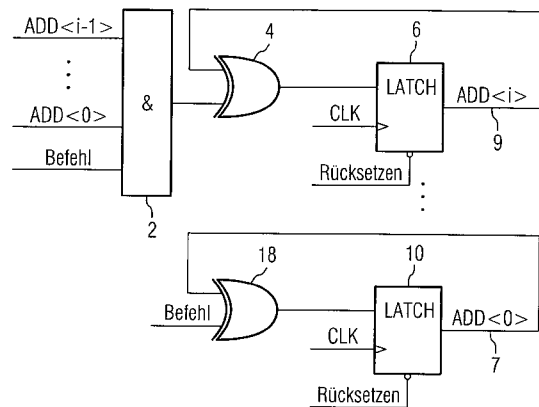 ADD<i-1>
4
6
LATCH
ADD<i>
&
CLK
9
ADD<0>
Befehl
Rücksetzen
2
18
10
LATCH
ADD<0>
Befehl
CLK
7
Rücksetzen